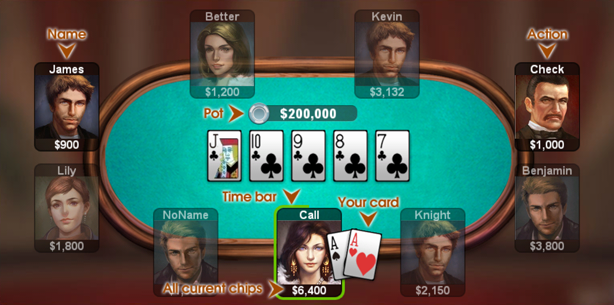 Better
Kevin
Name
Action
James
Check
$1,200
$3,132
Pot
$200,000
$900
$1,000
J
10
9
8
7
Lily
Benjamin
Time bar
Your card
NoName
Call
Knight
A
A
$1,800
$3,800
All current chips
$6,400
$2,150